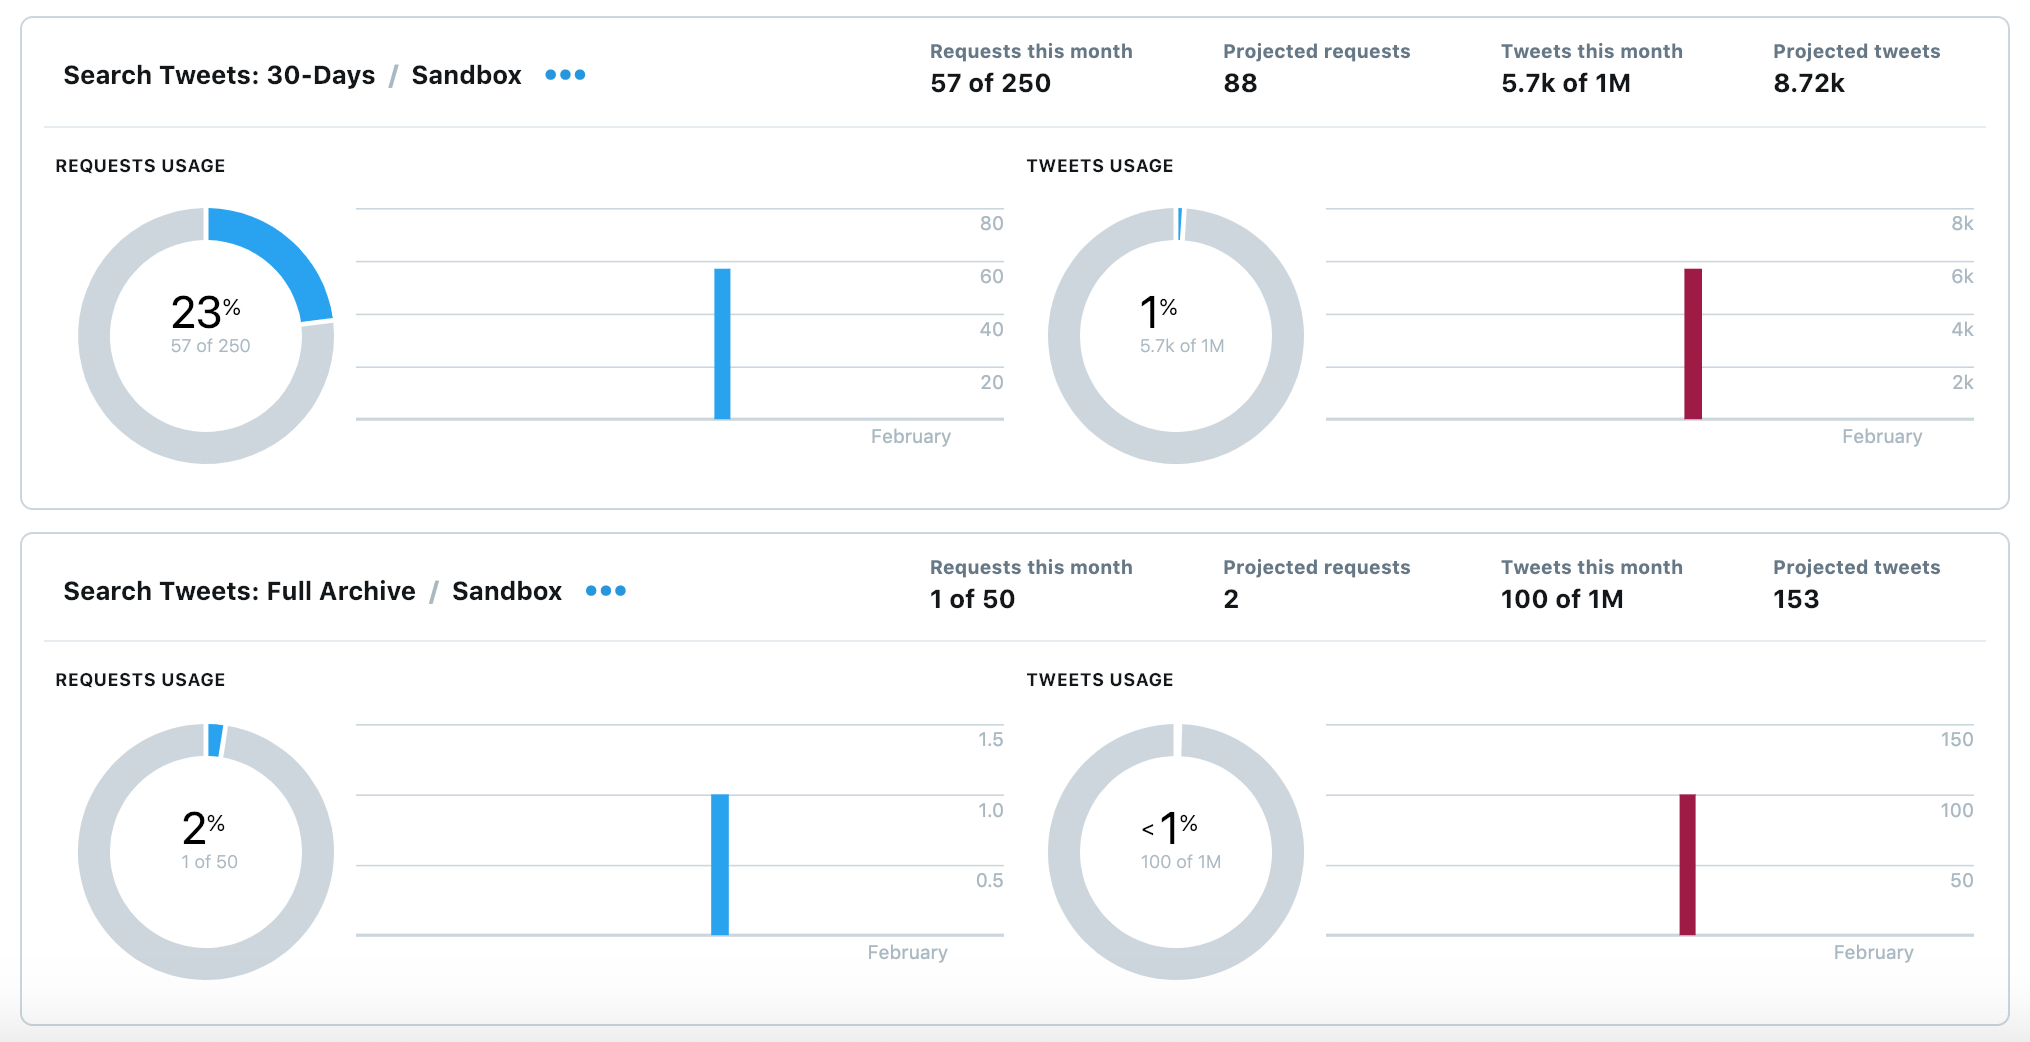 Search Tweets: 30-Days / Sandbox •••
Requests this month
57 of 250
Projected requests
88
Tweets this month
5.7k of 1M
Projected tweets
8.72k
REQUESTS USAGE
23%
57 of 250
80
60
40
20
February
TWEETS USAGE
1%
5.7k of 1M
8k
6k
4k
2k
February
Search Tweets: Full Archive / Sandbox •••
Requests this month
1 of 50
Projected requests
2
Tweets this month
100 of 1M
Projected tweets
153
REQUESTS USAGE
2%
1 of 50
1.5
1.0
0.5
February
TWEETS USAGE
<1%
100 of 1M
150
100
50
February